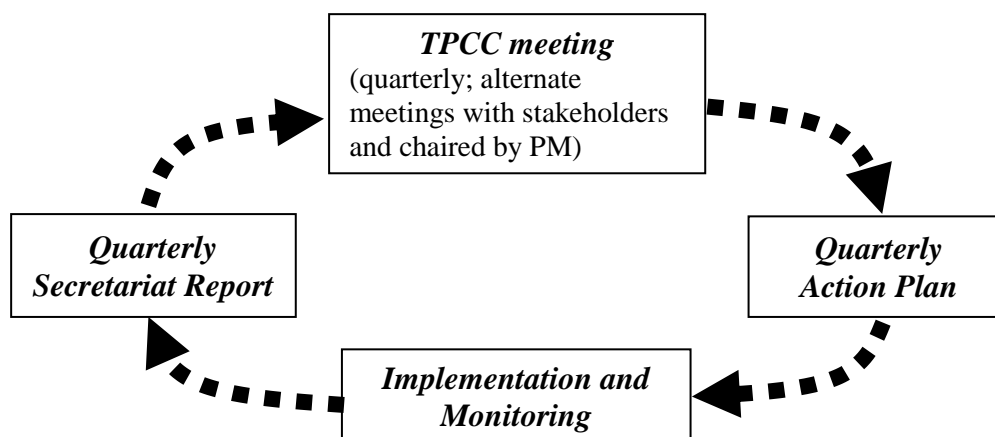 TPCC meeting
(quarterly; alternate
meetings with stakeholders
and chaired by PM)
Quarterly
Secretariat Report
Quarterly
Action Plan
Implementation and
Monitoring